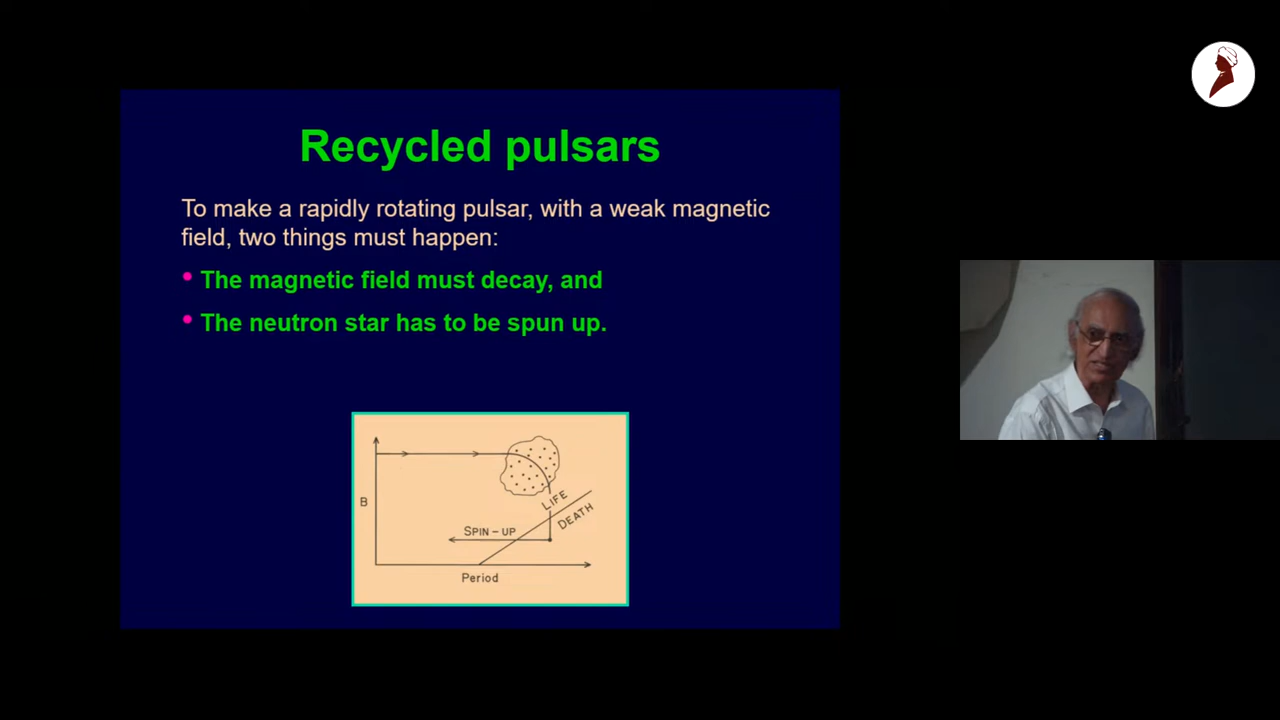 Recycled pulsars
To make a rapidly rotating pulsar, with a weak magnetic
field, two things must happen:
• The magnetic field must decay, and
• The neutron star has to be spun up.
B
LIFE
DEATH
SPIN-UP
Period